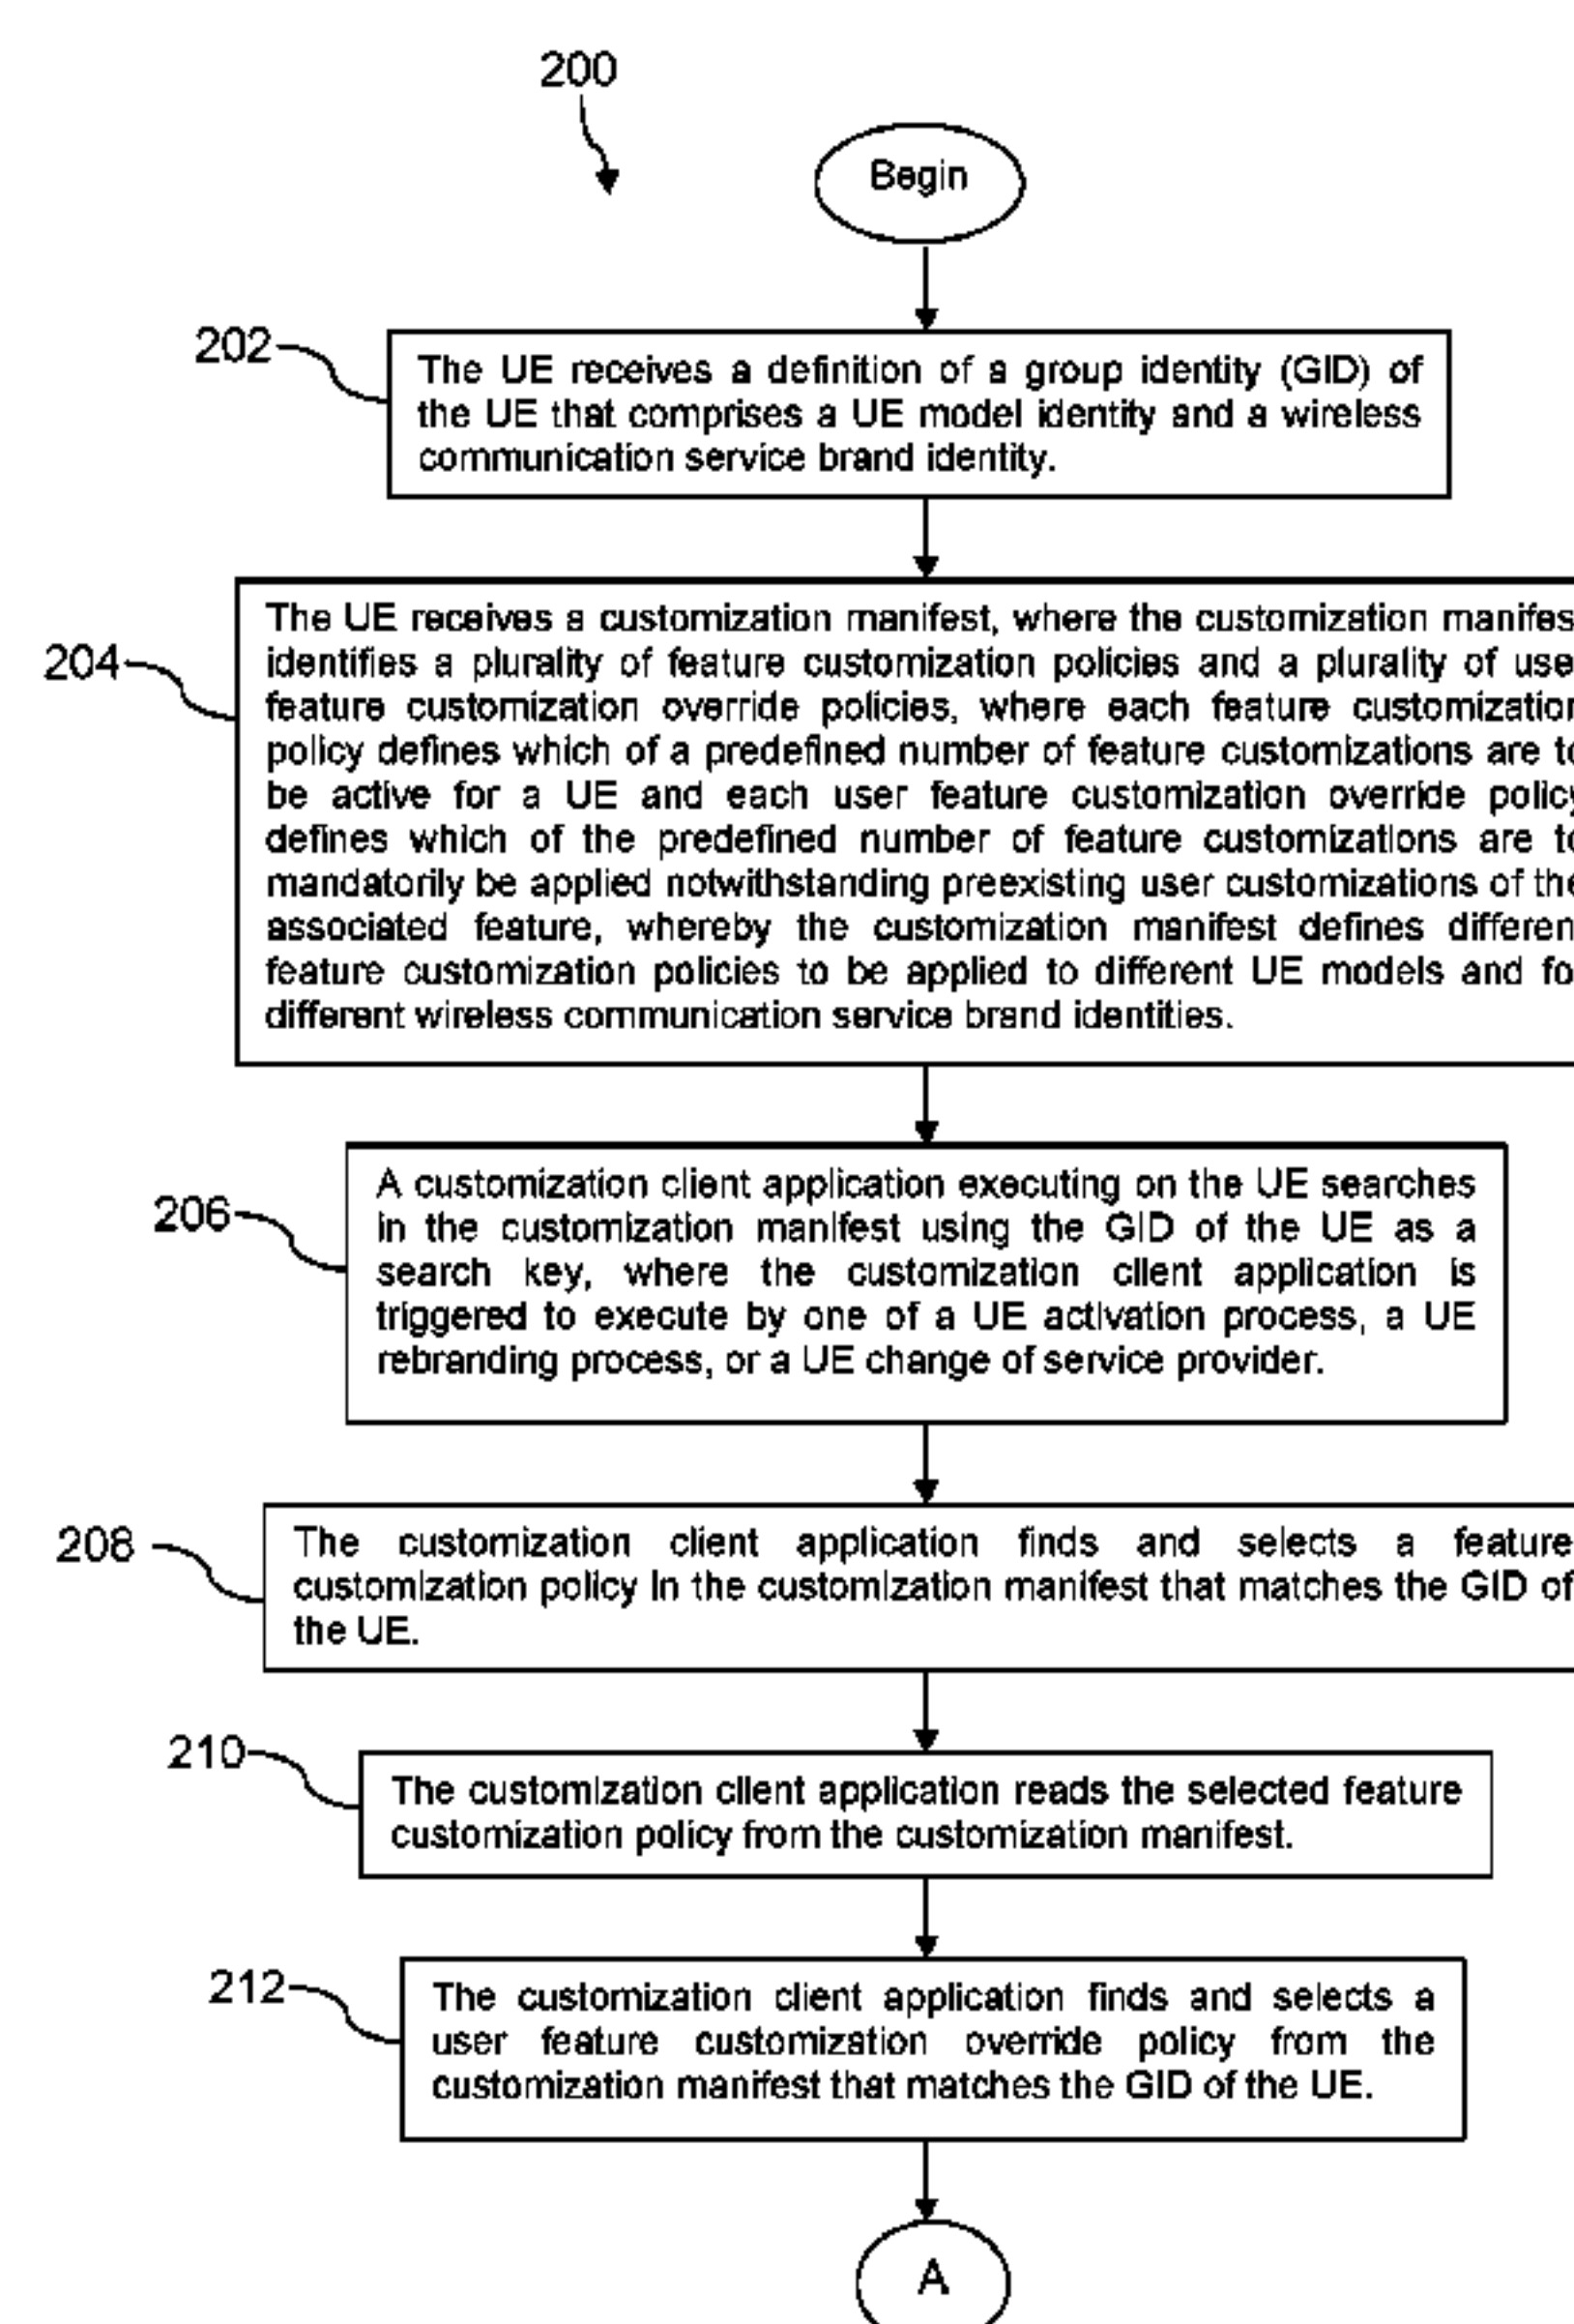 200
Begin
202
The UE receives a definition of a group identity (GID) of
the UE that comprises a UE model identity and a wireless
communication service brand identity.
204
The UE receives a customization manifest, where the customization manifes
identifies a plurality of feature customization policies and a plurality of use
feature customization override policies, where each feature customization
policy defines which of a predefined number of feature customizations are to
be active for a UE and each user feature customization override policy
defines which of the predefined number of feature customizations are to
mandatorily be applied notwithstanding preexisting user customizations of the
associated feature, whereby the customization manifest defines differen
feature customization policies to be applied to different UE models and fo
different wireless communication service brand identities.
206
A customization client application executing on the UE searches
in the customization manifest using the GID of the UE as a
search key, where the customization client application is
triggered to execute by one of a UE activation process, a UE
rebranding process, or a UE change of service provider.
208
The customization client application finds and selects a feature
customization policy in the customization manifest that matches the GID of
the UE.
210
The customization client application reads the selected feature
customization policy from the customization manifest.
212
The customization client application finds and selects a
user feature customization override policy from the
customization manifest that matches the GID of the UE.
A